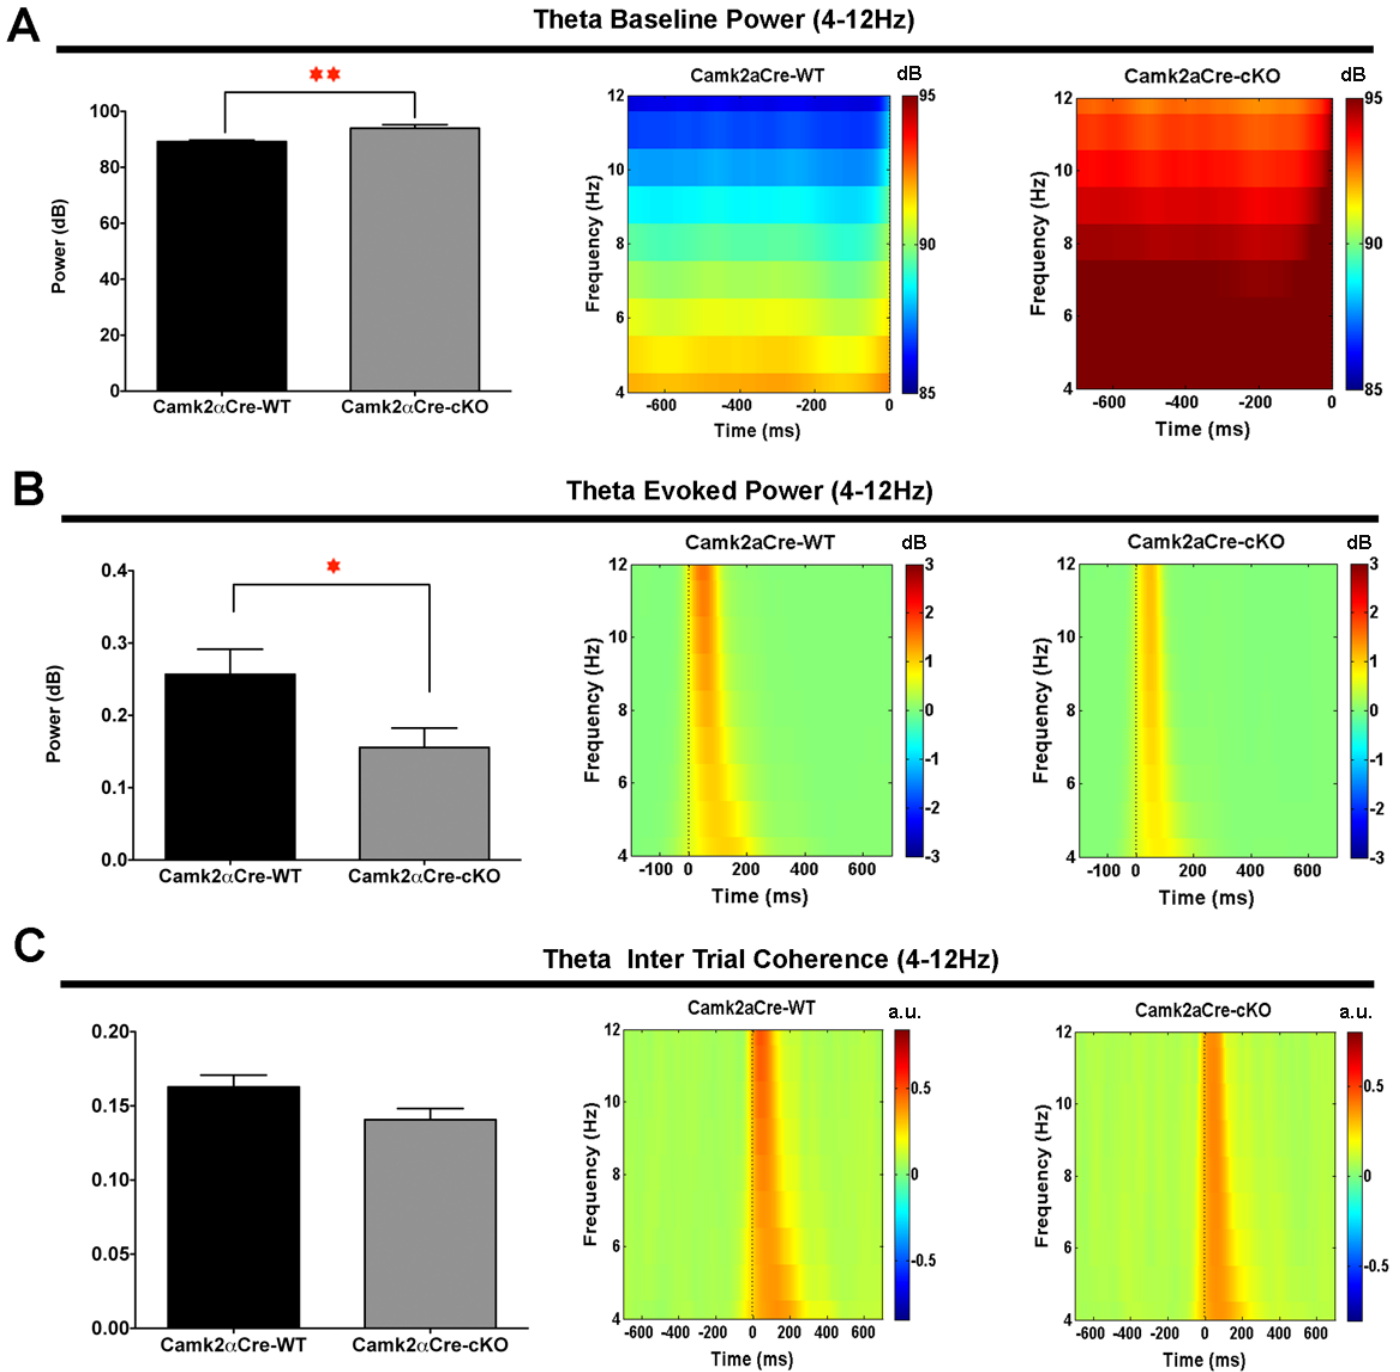 A
Theta Baseline Power (4-12Hz)
**
Power (dB)
100
80
60
40
20
0
Camk2αCre-WT
Camk2αCre-cKO
Camk2aCre-WT
dB
Frequency (Hz)
12
10
8
6
4
-600
-400
-200
0
Time (ms)
95
90
85
Camk2aCre-cKO
dB
Frequency (Hz)
12
10
8
6
4
-600
-400
-200
0
Time (ms)
95
90
85
B
Theta Evoked Power (4-12Hz)
*
Power (dB)
0.4
0.3
0.2
0.1
0.0
Camk2αCre-WT
Camk2αCre-cKO
Camk2aCre-WT
dB
Frequency (Hz)
12
10
8
6
4
-100
0
200
400
600
Time (ms)
3
2
1
0
-1
-2
-3
Camk2aCre-cKO
dB
Frequency (Hz)
12
10
8
6
4
-100
0
200
400
600
Time (ms)
3
2
1
0
-1
-2
-3
C
Theta Inter Trial Coherence (4-12Hz)
0.20
0.15
0.10
0.05
0.00
Camk2αCre-WT
Camk2αCre-cKO
Camk2aCre-WT
a.u.
Frequency (Hz)
12
10
8
6
4
-600
-400
-200
0
200
400
600
Time (ms)
0.5
0
-0.5
Camk2aCre-cKO
a.u.
Frequency (Hz)
12
10
8
6
4
-600
-400
-200
0
200
400
600
Time (ms)
0.5
0
-0.5